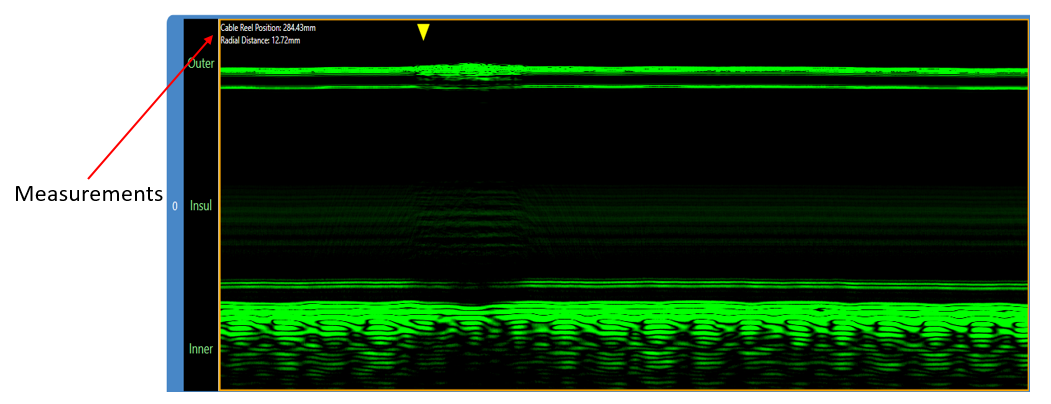 Cable Reel Position: 284.43mm
Radial Distance: 12.72mm
Outer
Measurements
0
Insul
Inner